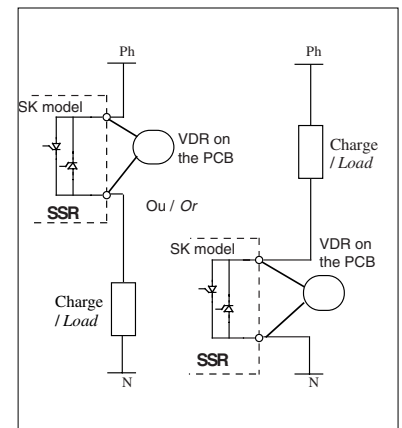 Ph
SK model
VDR on
the PCB
SSR
Ou / Or
Charge
/ Load
N
Ph
Charge
/ Load
SK model
VDR on
the PCB
SSR
N